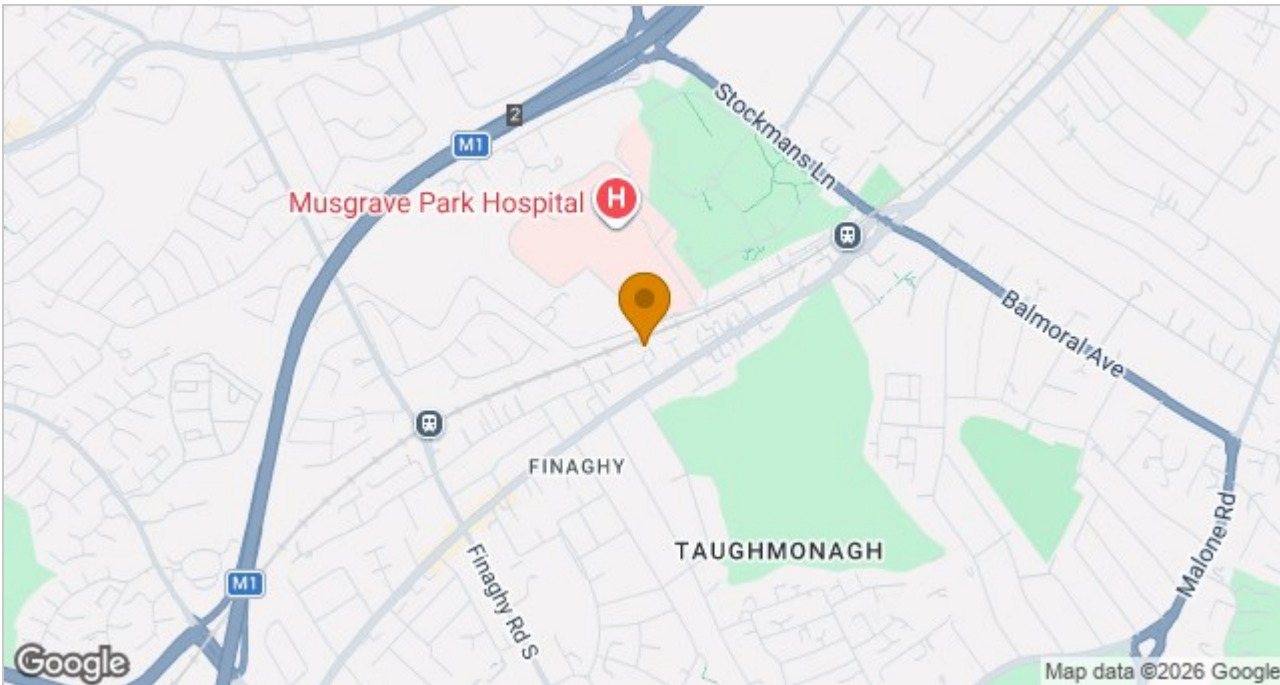 2
M1
Stockmans Ln
Musgrave Park Hospital
H
Balmoral Ave
FINAGHY
TAUGHMONAGH
Malone Rd
Finaghy Rd S
M1
Google
Map data ©2026 Google